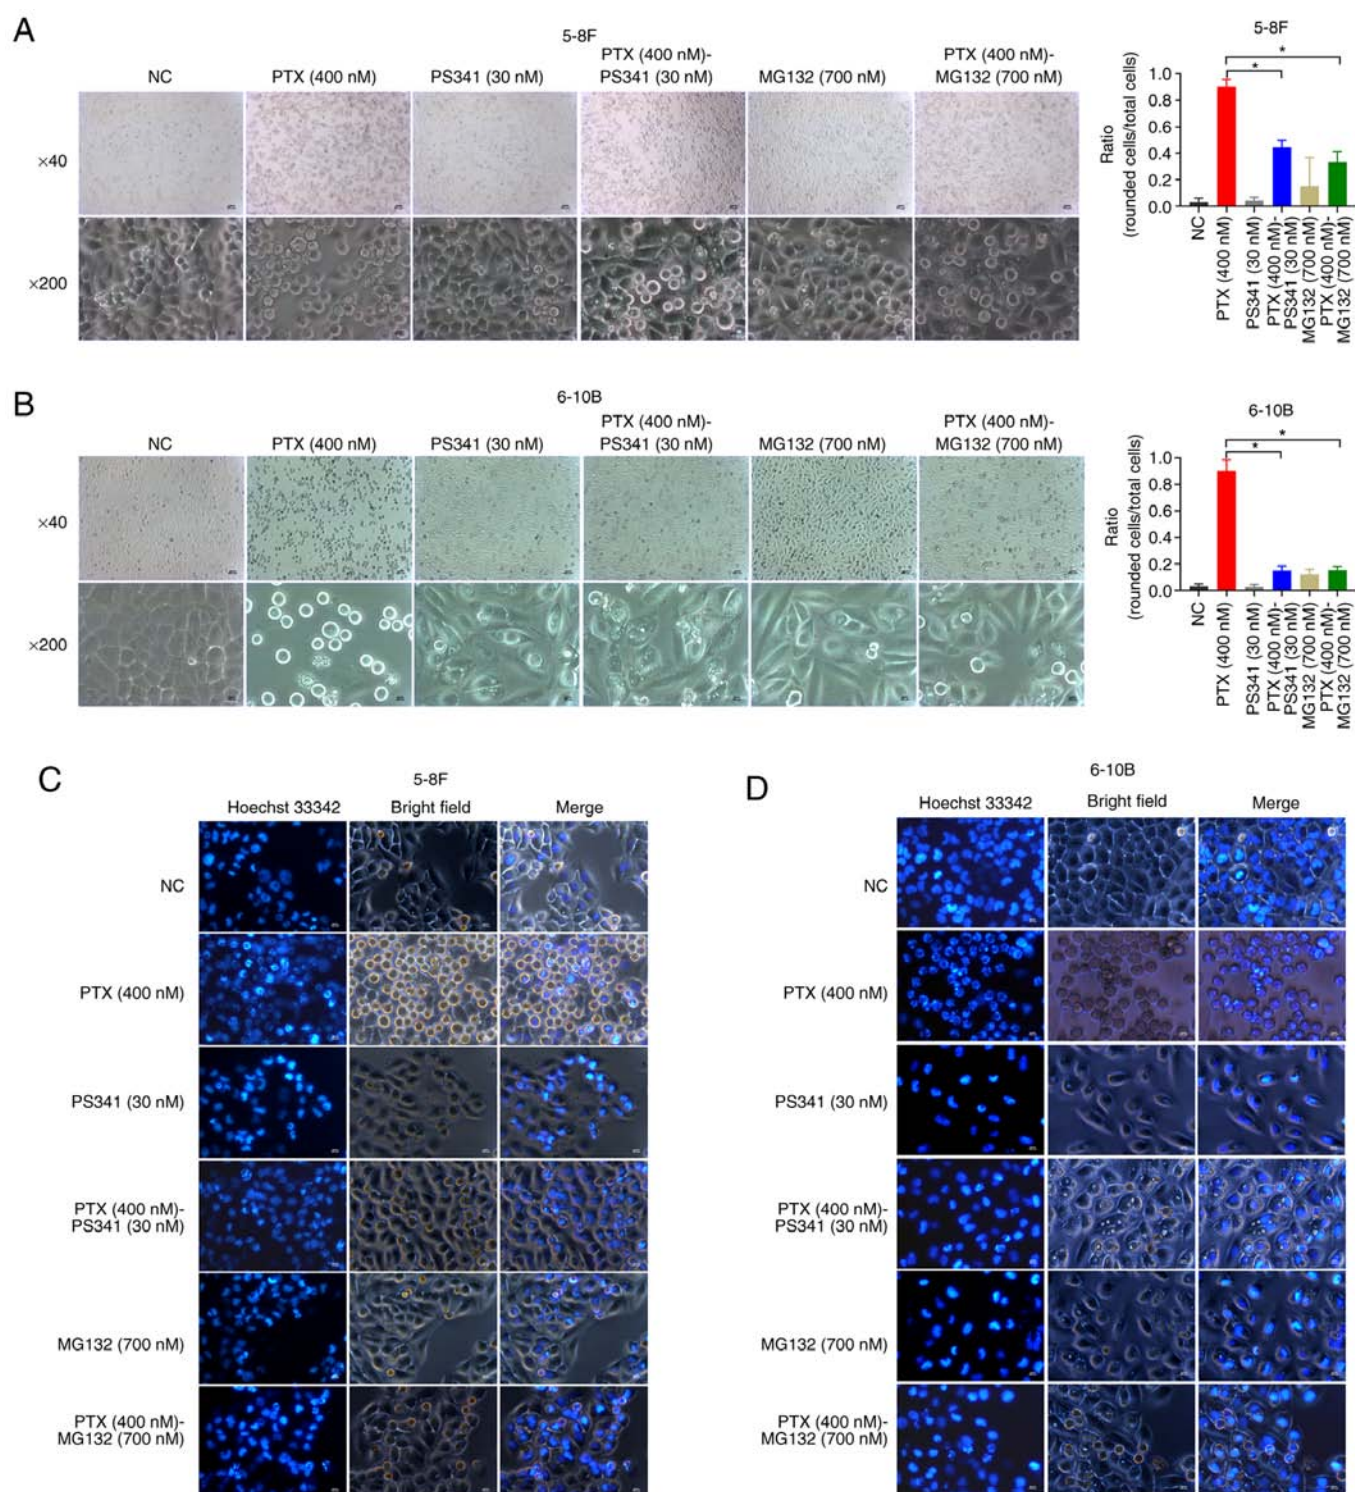 A
5-8F
NC
PTX (400 nM)
PS341 (30 nM)
PTX (400 nM)-
PS341 (30 nM)
MG132 (700 nM)
PTX (400 nM)-
MG132 (700 nM)
×40
×200
5-8F
*
*
Ratio
(rounded cells/total cells)
1.0
0.8
0.6
0.4
0.2
0.0
NC
PTX (400 nM)
PS341 (30 nM)
PTX (400 nM)-
PS341 (30 nM)
MG132 (700 nM)
PTX (400 nM)-
MG132 (700 nM)
B
6-10B
NC
PTX (400 nM)
PS341 (30 nM)
PTX (400 nM)-
PS341 (30 nM)
MG132 (700 nM)
PTX (400 nM)-
MG132 (700 nM)
×40
×200
6-10B
*
*
Ratio
(rounded cells/total cells)
1.0
0.8
0.6
0.4
0.2
0.0
NC
PTX (400 nM)
PS341 (30 nM)
PTX (400 nM)-
PS341 (30 nM)
MG132 (700 nM)
PTX (400 nM)-
MG132 (700 nM)
C
5-8F
Hoechst 33342
Bright field
Merge
NC
PTX (400 nM)
PS341 (30 nM)
PTX (400 nM)-
PS341 (30 nM)
MG132 (700 nM)
PTX (400 nM)-
MG132 (700 nM)
D
6-10B
Hoechst 33342
Bright field
Merge
NC
PTX (400 nM)
PS341 (30 nM)
PTX (400 nM)-
PS341 (30 nM)
MG132 (700 nM)
PTX (400 nM)-
MG132 (700 nM)